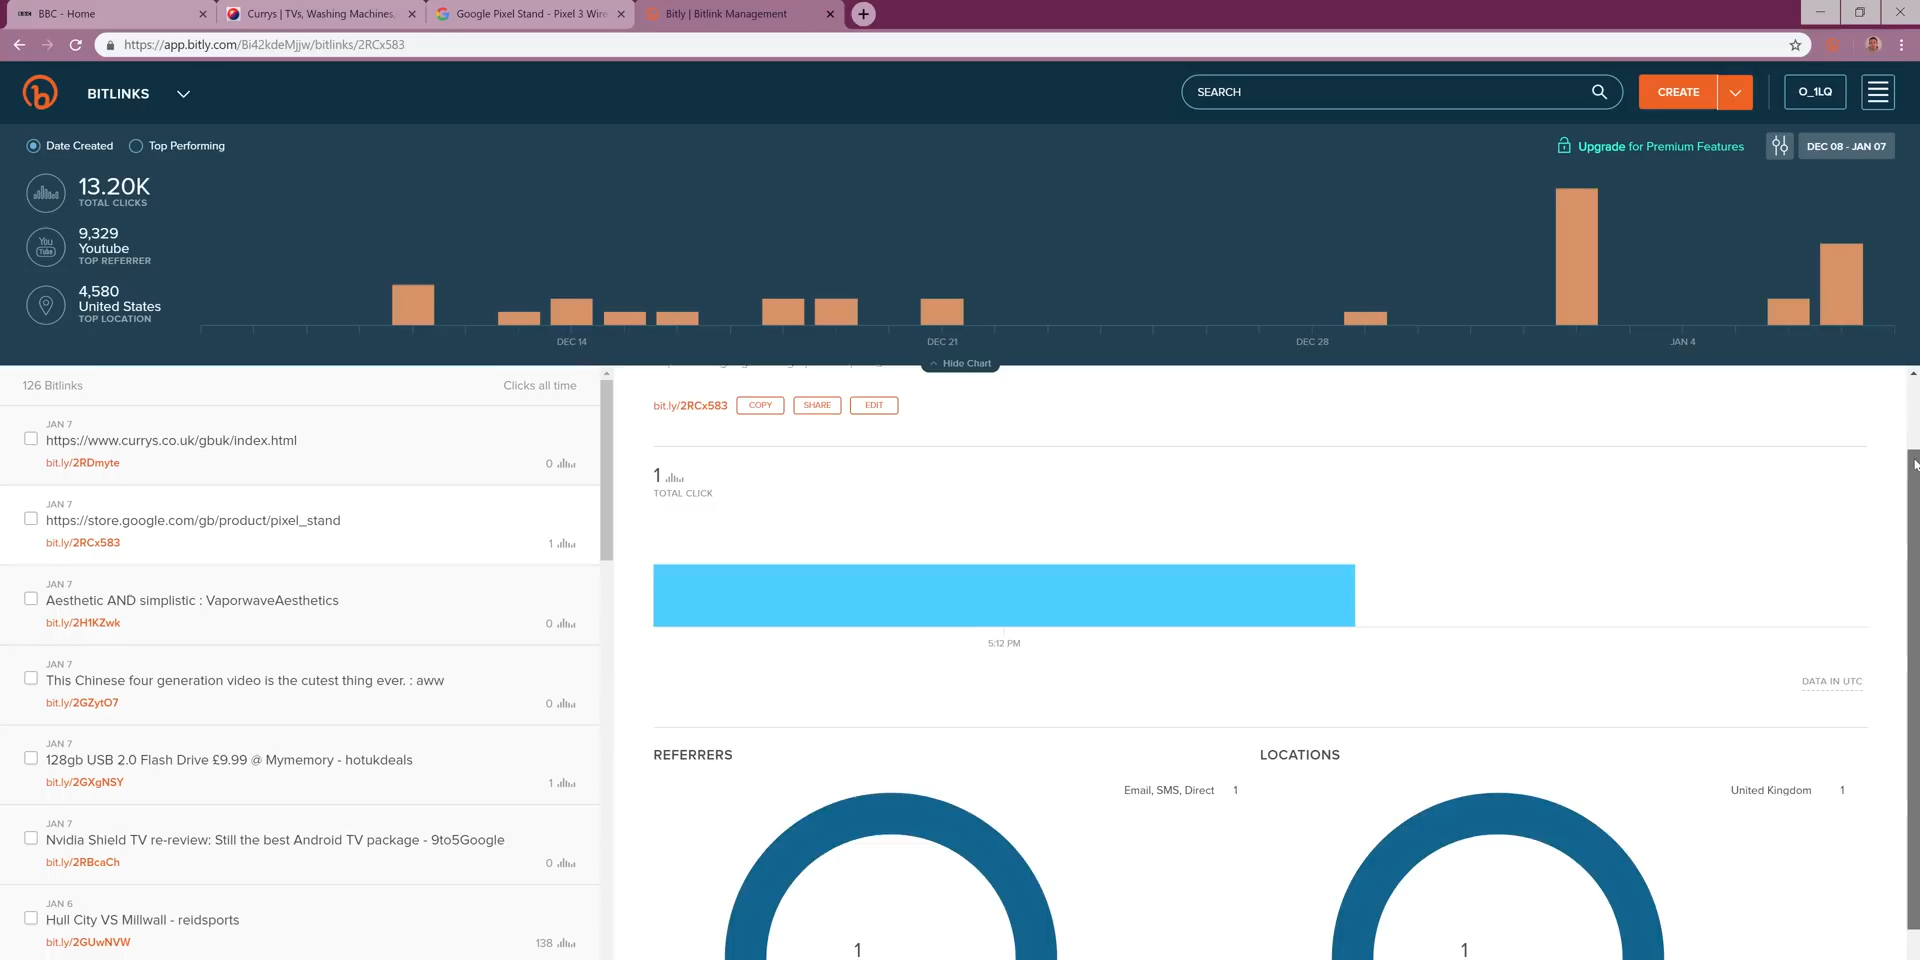 BBC - Home
Currys | TVs, Washing Machines,
Google Pixel Stand - Pixel 3 Wire
Bitly | Bitlink Management
https://app.bitly.com/Bi42kdeMjjw/bitlinks/2RCx583
BITLINKS
SEARCH
CREATE
O_1LQ
Date Created
Top Performing
Upgrade for Premium Features
DEC 08 - JAN 07
13.20K
TOTAL CLICKS
You
Tube
9,329
Youtube
TOP REFERRER
4,580
United States
TOP LOCATION
DEC 14
DEC 21
DEC 28
JAN 4
Hide Chart
126 Bitlinks
Clicks all time
JAN 7
https://www.currys.co.uk/gbuk/index.html
bit.ly/2RDmyte
0
JAN 7
https://store.google.com/gb/product/pixel_stand
bit.ly/2RCx583
1
JAN 7
Aesthetic AND simplistic : VaporwaveAesthetics
bit.ly/2H1KZwk
0
JAN 7
This Chinese four generation video is the cutest thing ever. : aww
bit.ly/2GZytO7
0
JAN 7
128gb USB 2.0 Flash Drive £9.99 @ Mymemory - hotukdeals
bit.ly/2GXgNSY
1
JAN 7
Nvidia Shield TV re-review: Still the best Android TV package - 9to5Google
bit.ly/2RBcaCh
0
JAN 6
Hull City VS Millwall - reidsports
bit.ly/2GUwNVW
138
bit.ly/2RCx583
COPY
SHARE
EDIT
1
TOTAL CLICK
5:12 PM
DATA IN UTC
REFERRERS
Email, SMS, Direct 1
1
LOCATIONS
United Kingdom 1
1